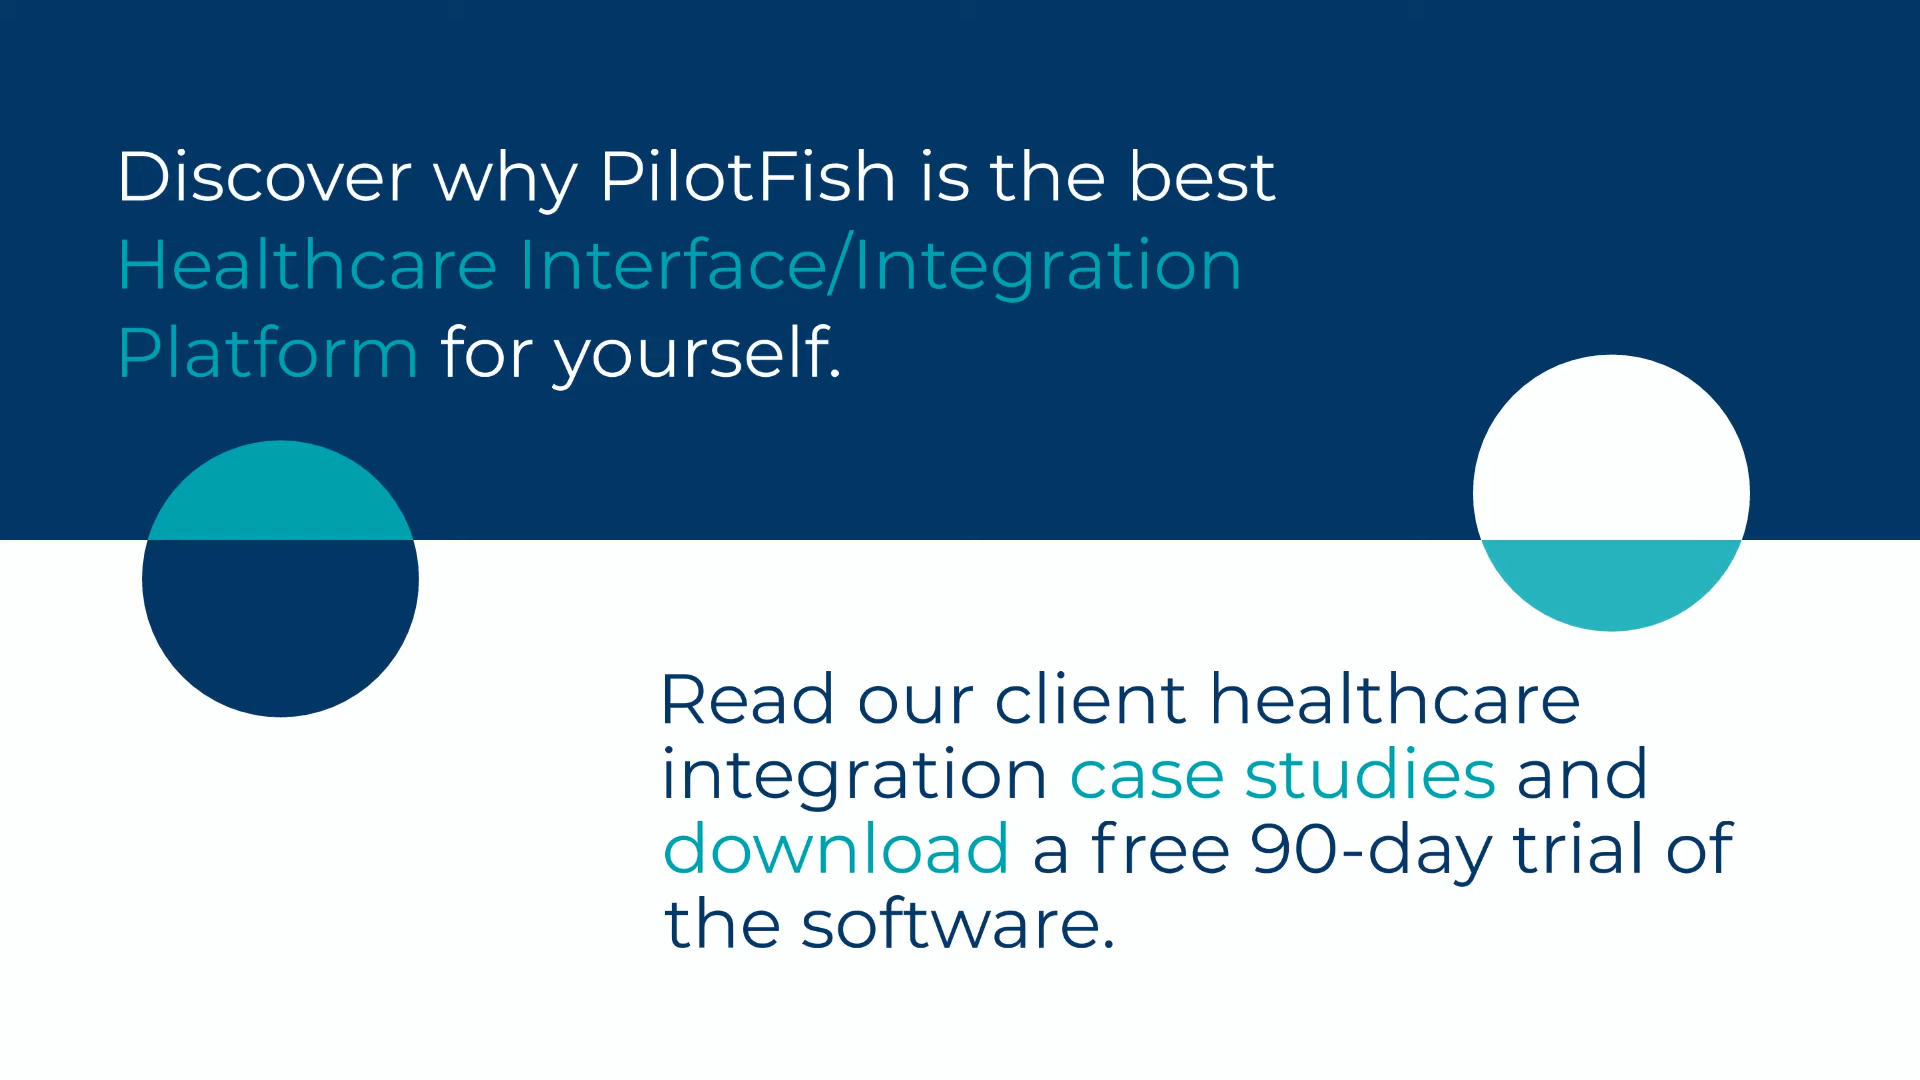 Discover why PilotFish is the best
Healthcare Interface/Integration
Platform for yourself.
Read our client healthcare
integration case studies and
download a free 90-day trial of
the software.